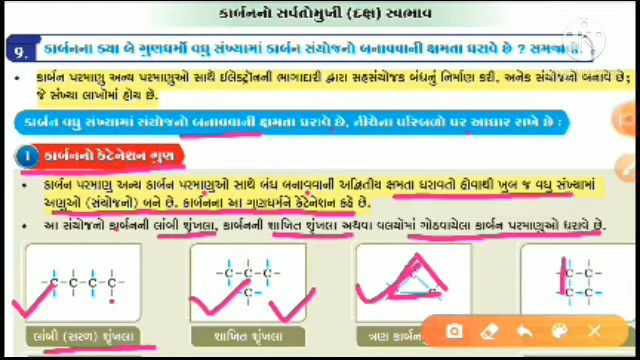 કાર્બનનો સર્વતોમુખી (દક્ષ) સ્વભાવ
9. કાર્બનના ક્યા બે ગુણધર્મો વધુ સંખ્યામાં કાર્બન સંયોજનો બનાવવાની ક્ષમતા ધરાવે છે ? સમજાવો.
• કાર્બન પરમાણુ અન્ય પરમાણુઓ સાથે ઇલેક્ટ્રોનની ભાગીદારી દ્વારા સહસંયોજક બંધનું નિર્માણ કરી, અનેક સંયોજનો બનાવે છે;
જે સંખ્યા લાખોમાં હોય છે.
કાર્બન વધુ સંખ્યામાં સંયોજનો બનાવવાની ક્ષમતા ધરાવે છે, નીચેના પરિબળો પર આધાર રાખે છે :
1 કાર્બનનો કેટેનેશન ગુણ
• કાર્બન પરમાણુ અન્ય કાર્બન પરમાણુઓ સાથે બંધ બનાવવાની અદ્વિતીય ક્ષમતા ધરાવતો હોવાથી ખુબ જ વધુ સંખ્યામાં
અણુઓ (સંયોજનો) બને છે. કાર્બનના આ ગુણધર્મને કેટેનેશન કહે છે.
• આ સંયોજનો કાર્બનની લાંબી શૃંખલા, કાર્બનની શાખિત શૃંખલા અથવા વલયોમાં ગોઠવાયેલા કાર્બન પરમાણુઓ ધરાવે છે.
લાંબી (સરળ) શૃંખલા
શાખિત શૃંખલા
ત્રણ કાર્બન